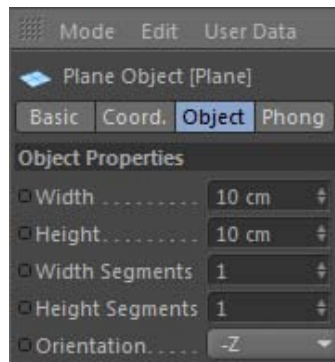 Mode Edit User Data
Plane Object [Plane]
Basic Coord. Object Phong
Object Properties
Width . . . . . . . . . 10 cm
Height . . . . . . . . 10 cm
Width Segments 1
Height Segments 1
Orientation. . . . . -Z